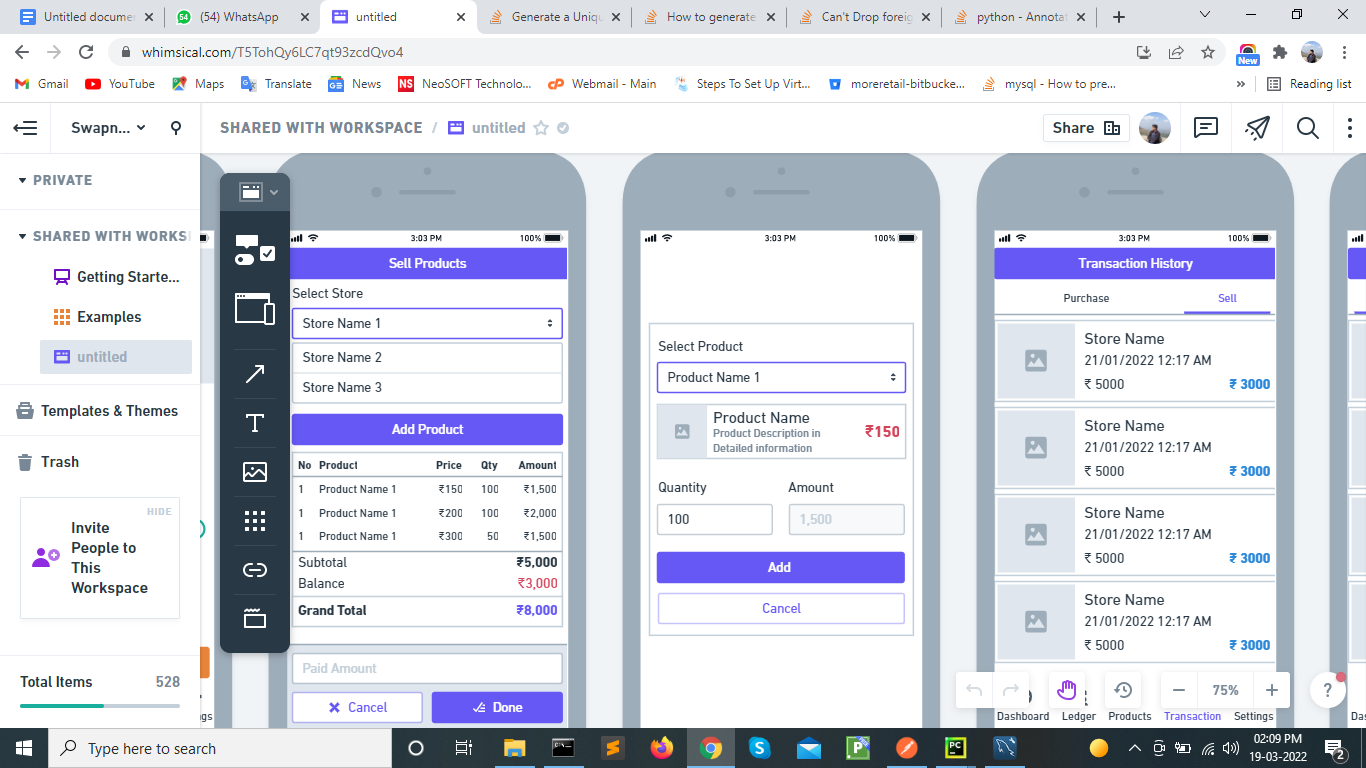 Untitled documen
(54) WhatsApp
untitled
Generate a Uniqu
How to generate
Can't Drop foreig
python - Annotat
whimsical.com/T5TohQy6LC7qt93zcdQvo4
New
Gmail
YouTube
Maps
Translate
News
NeoSOFT Technolo...
Webmail - Main
Steps To Set Up Virt...
moreretail-bitbucke...
mysql - How to pre...
»
Reading list
Swapn...
SHARED WITH WORKSPACE / untitled
Share
PRIVATE
SHARED WITH WORKS
Getting Starte...
Examples
untitled
Templates & Themes
Trash
HIDE
Invite
People to
This
Workspace
Total Items 528
3:03 PM 100%
Sell Products
Select Store
Store Name 1
Store Name 2
Store Name 3
Add Product
No Product Price Qty Amount
1 Product Name 1 ₹150 100 ₹1,500
1 Product Name 1 ₹200 100 ₹2,000
1 Product Name 1 ₹300 50 ₹1,500
Subtotal ₹5,000
Balance ₹3,000
Grand Total ₹8,000
Paid Amount
Cancel
Done
3:03 PM 100%
Select Product
Product Name 1
Product Name
Product Description in
Detailed information
₹150
Quantity Amount
100 1,500
Add
Cancel
3:03 PM 100%
Transaction History
Purchase Sell
Store Name
21/01/2022 12:17 AM
₹ 5000 ₹ 3000
Store Name
21/01/2022 12:17 AM
₹ 5000 ₹ 3000
Store Name
21/01/2022 12:17 AM
₹ 5000 ₹ 3000
Store Name
21/01/2022 12:17 AM
₹ 5000 ₹ 3000
Dashboard Ledger Products Transaction Settings
75%
?
Type here to search
02:09 PM
19-03-2022
2